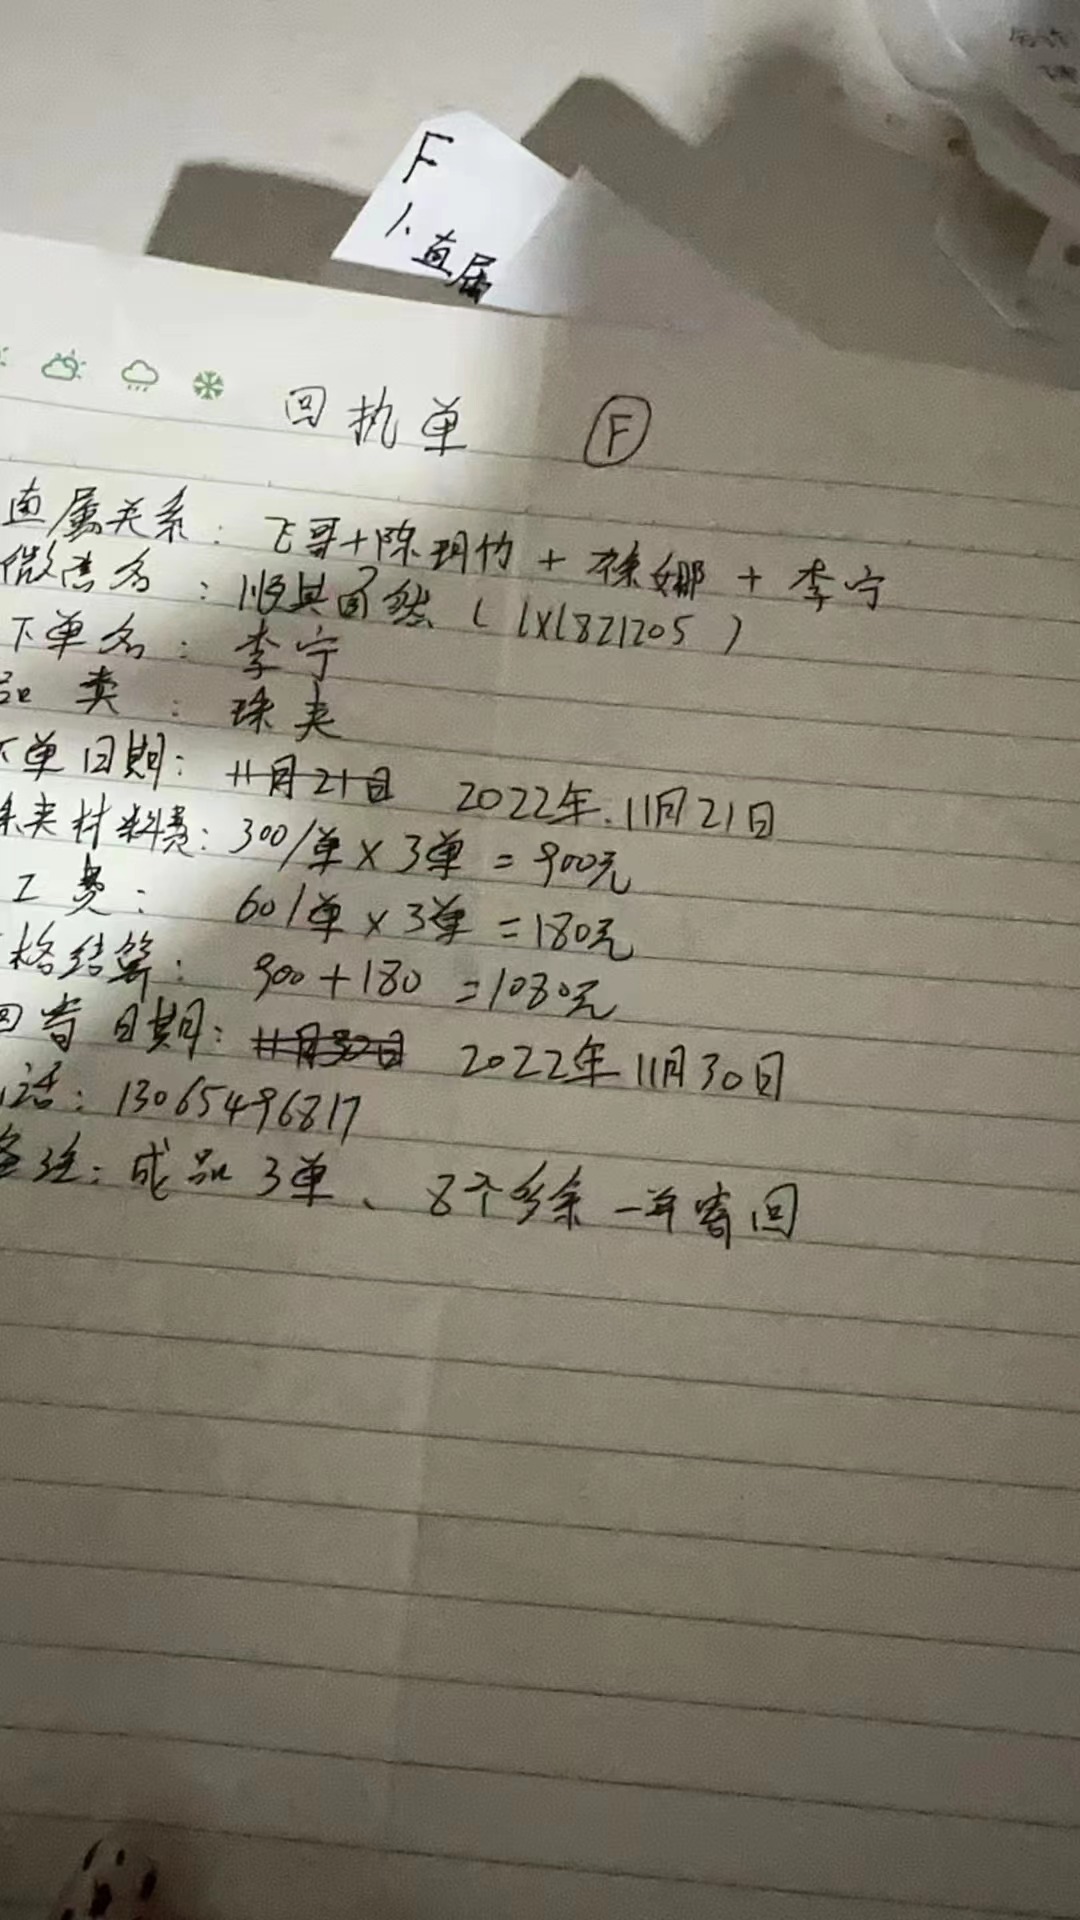 F
小直属
回执单 Ⓕ
直属关系：飞哥+陈玥竹+徐娜+李宁
微信名：顺其自然（lxl821205）
下单名：李宁
品类：珠夹
下单日期：11月21日 2022年.11月21日
珠夹材料费：300/单×3单=900元
工费：60/单×3单=180元
格结算：900+180=1080元
回寄日期：11月30日 2022年11月30日
话：13065496817
备注：成品3单、8个多余一并寄回